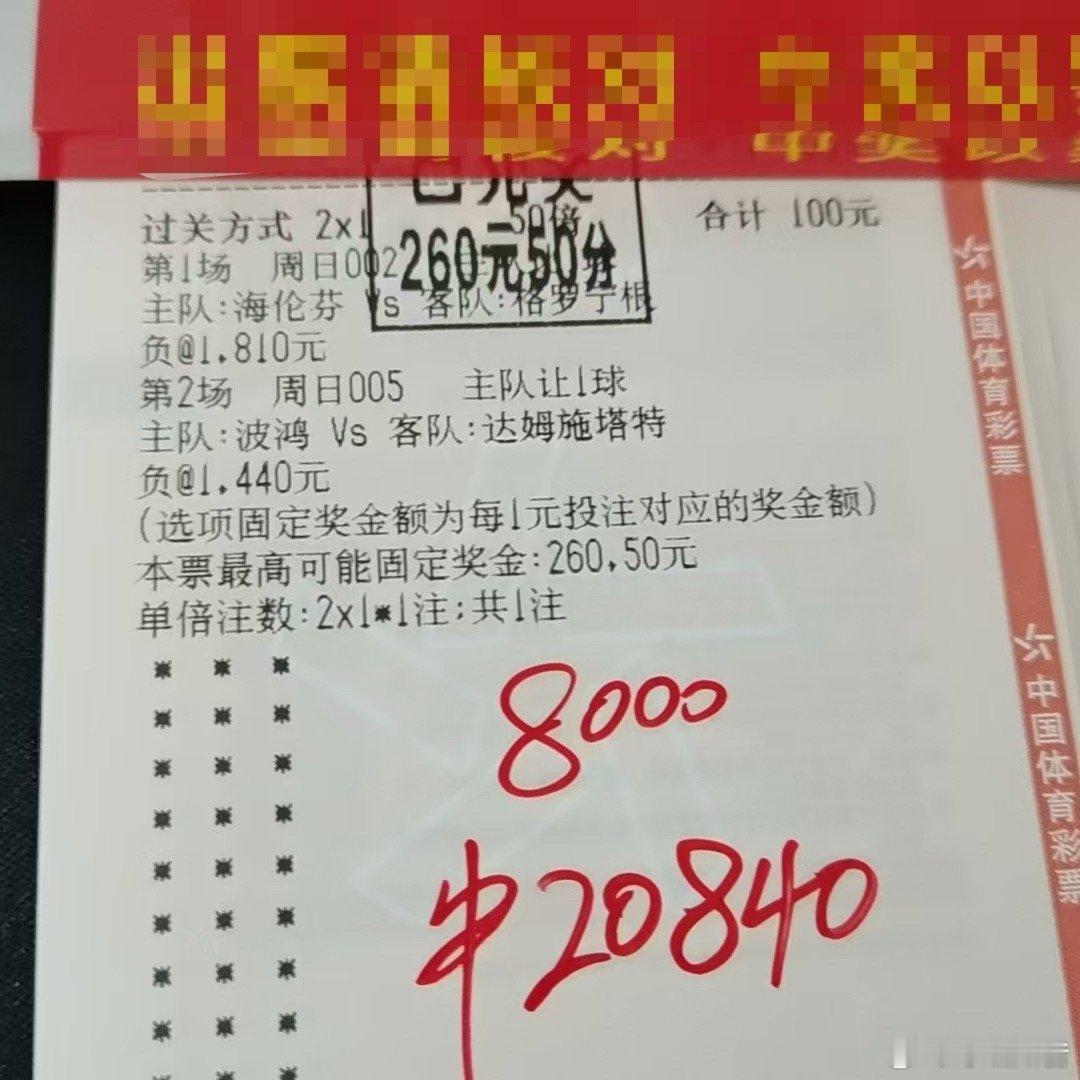 中奖
过关方式 2x1 50倍 合计 100元
已兑奖
260元50分
第1场 周日002
主队:海伦芬 Vs 客队:格罗宁根
负@1.810元
第2场 周日005 主队让1球
主队:波鸿 Vs 客队:达姆施塔特
负@1.440元
(选项固定奖金额为每1元投注对应的奖金额)
本票最高可能固定奖金:260.50元
单倍注数:2x1*1注;共1注
8000
中20840
中国体育彩票
中国体育彩票